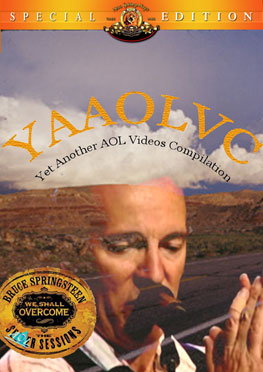 SPECIAL EDITION
YAAOLVC
Yet Another AOL Videos Compilation
BRUCE SPRINGSTEEN
WE SHALL
OVERCOME
THE
SEEGER SESSIONS